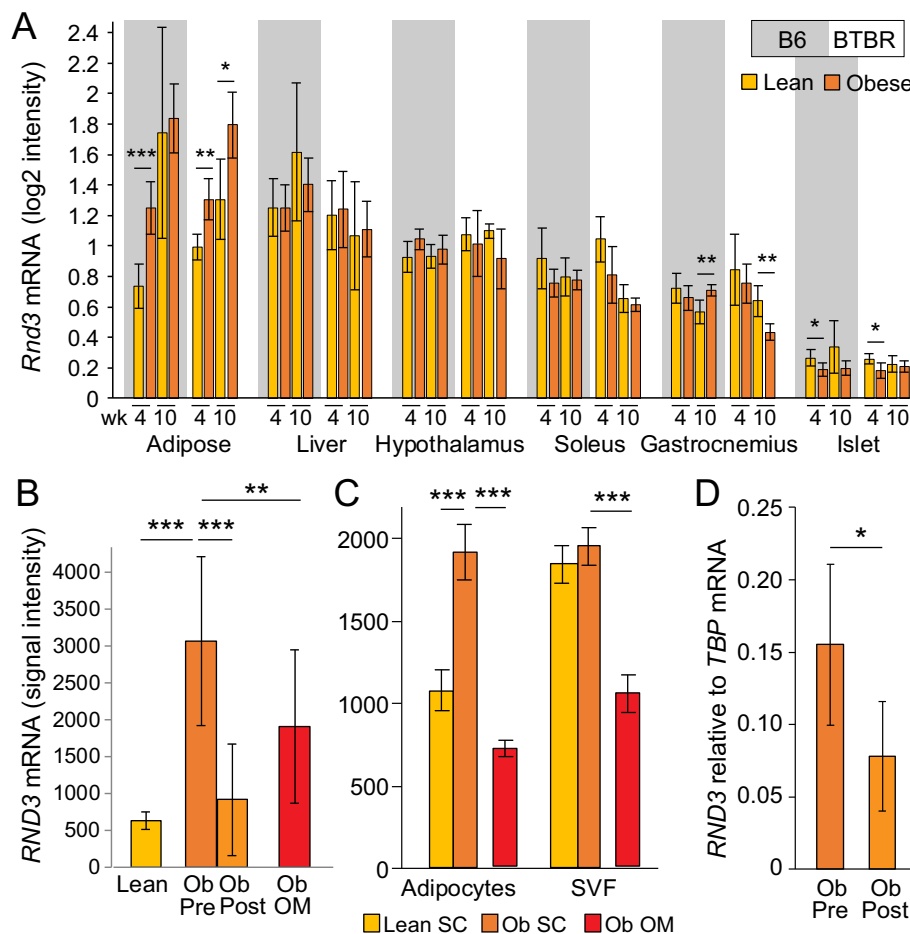 A
B6 BTBR
Lean Obese
Rnd3 mRNA (log2 intensity)
2.4
2.2
2
1.8
1.6
1.4
1.2
1
0.8
0.6
0.4
0.2
0
*** ** * ** ** * *
wk 4 10 4 10 4 10 4 10 4 10 4 10 4 10 4 10 4 10 4 10 4 10 4 10
Adipose Liver Hypothalamus Soleus Gastrocnemius Islet
B
RND3 mRNA (signal intensity)
**
*** ***
4000
3500
3000
2500
2000
1500
1000
500
0
Lean Ob Pre Ob Post Ob OM
C
*** *** ***
2000
1500
1000
500
0
Adipocytes SVF
Lean SC Ob SC Ob OM
D
RND3 relative to TBP mRNA
0.25
0.20
0.15
0.10
0.05
0
*
Ob Pre Ob Post